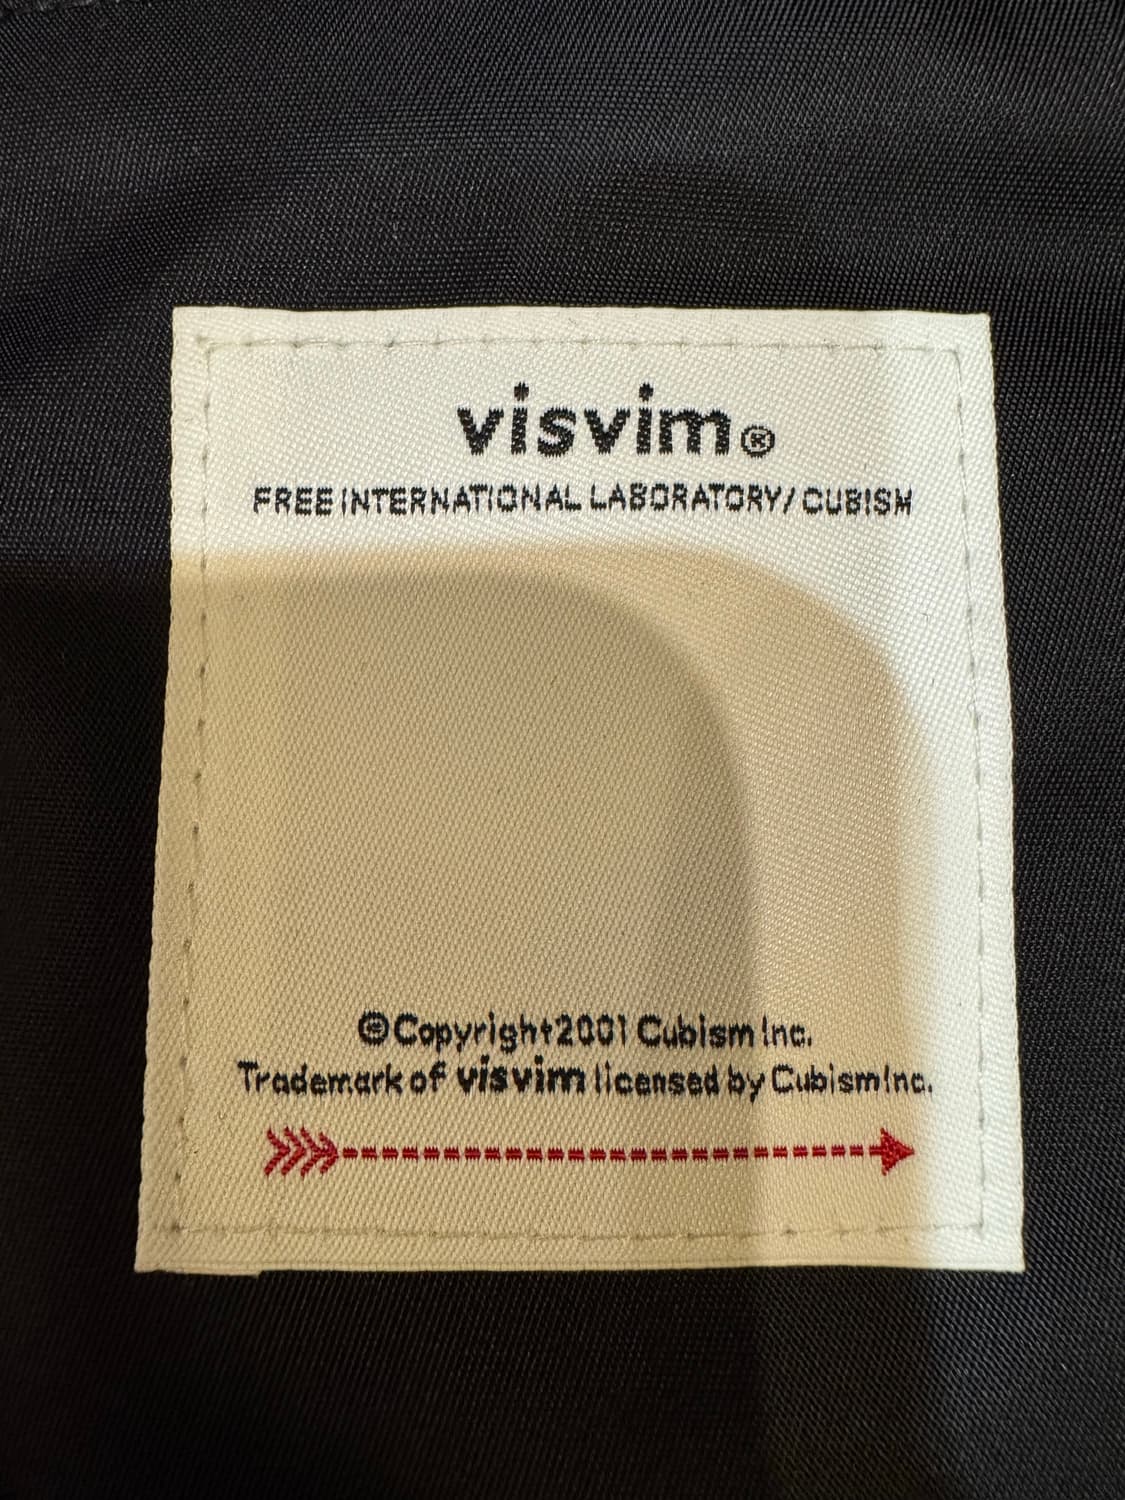 visvim®
FREE INTERNATIONAL LABORATORY/CUBISM
©Copyright2001 Cubism Inc.
Trademark of visvim licensed by Cubism Inc.